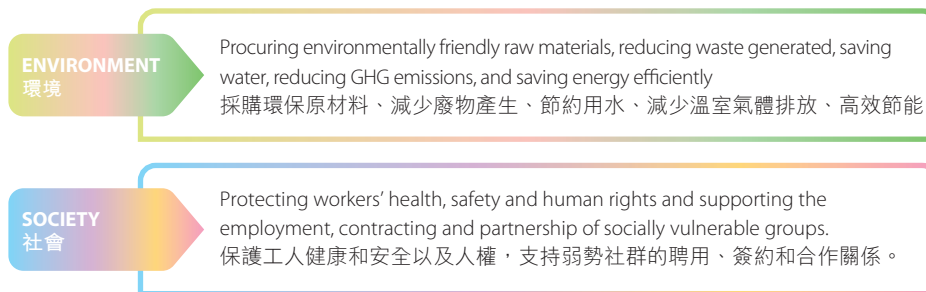 ENVIRONMENT
環境
Procuring environmentally friendly raw materials, reducing waste generated, saving
water, reducing GHG emissions, and saving energy efficiently
採購環保原材料、減少廢物產生、節約用水、減少溫室氣體排放、高效節能
SOCIETY
社會
Protecting workers’ health, safety and human rights and supporting the
employment, contracting and partnership of socially vulnerable groups.
保護工人健康和安全以及人權，支持弱勢社群的聘用、簽約和合作關係。